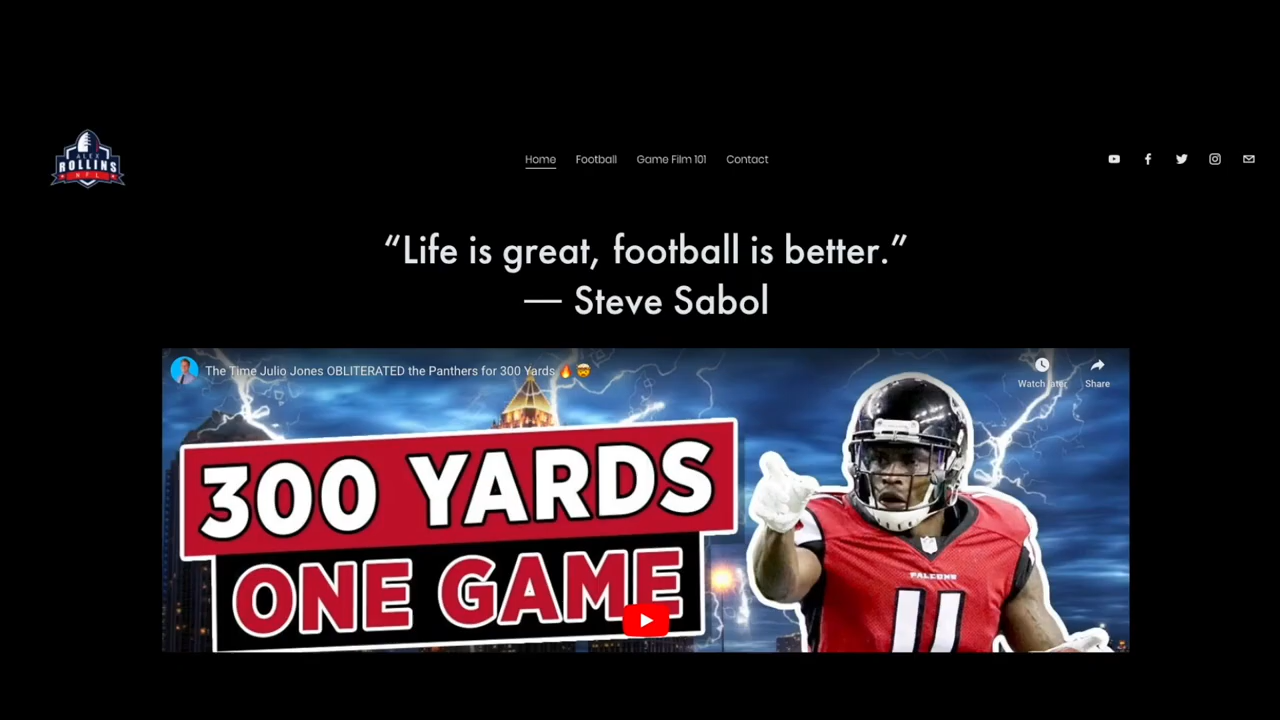 ALEX
ROLLINS
NFL
Home Football Game Film 101 Contact
“Life is great, football is better.”
— Steve Sabol
The Time Julio Jones OBLITERATED the Panthers for 300 Yards 🔥 🤯
Watch later Share
300 YARDS
ONE GAME
FALCONS
11